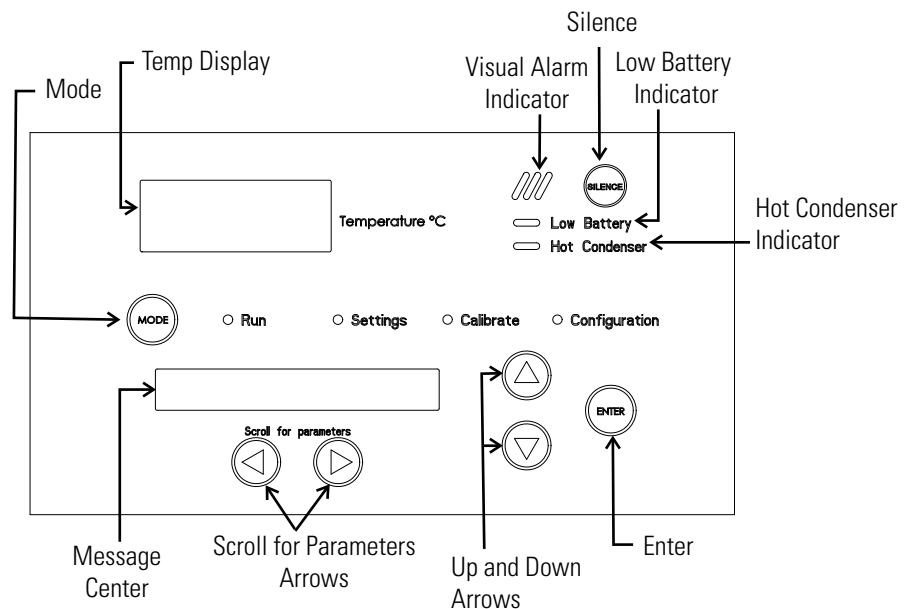 Silence
Temp Display
Visual Alarm
Indicator
Low Battery
Indicator
Mode
SILENCE
Temperature °C
Low Battery
Hot Condenser
Hot Condenser
Indicator
MODE
Run
Settings
Calibrate
Configuration
ENTER
Scroll for parameters
Message
Center
Scroll for Parameters
Arrows
Up and Down
Arrows
Enter